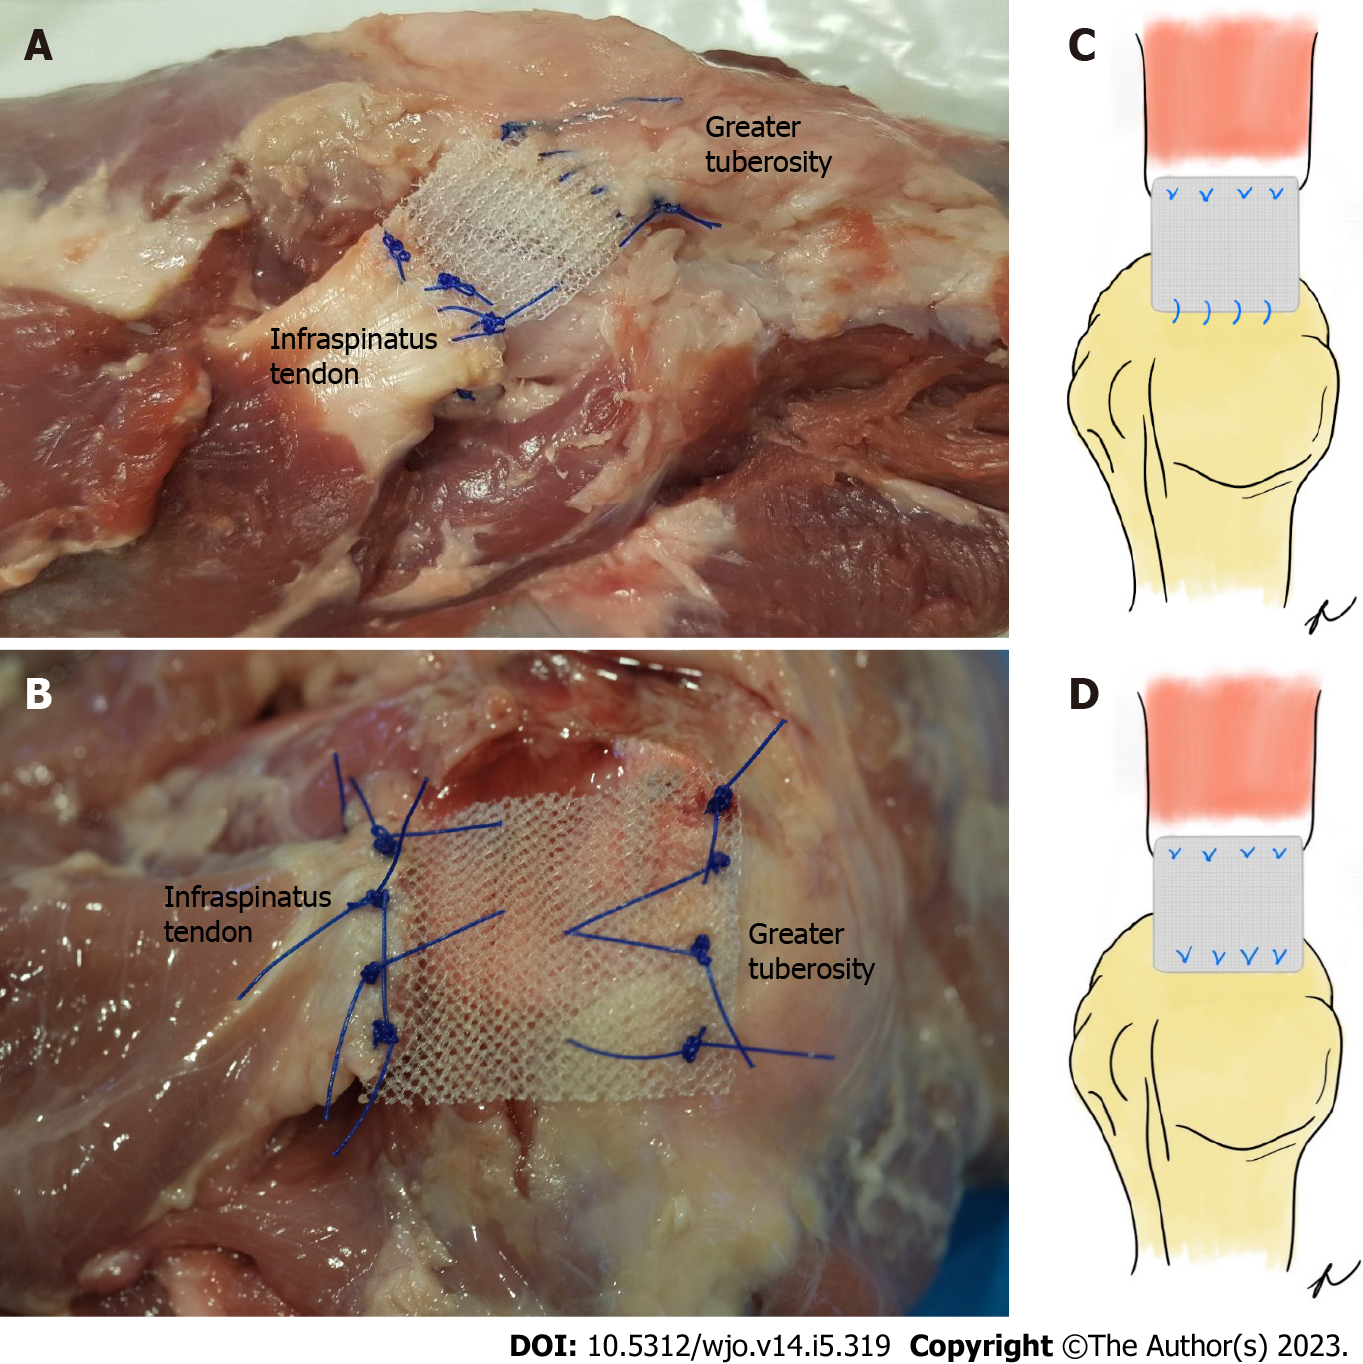 A
Greater
tuberosity
Infraspinatus
tendon
B
Infraspinatus
tendon
Greater
tuberosity
C
D
DOI: 10.5312/wjo.v14.i5.319 Copyright ©The Author(s) 2023.